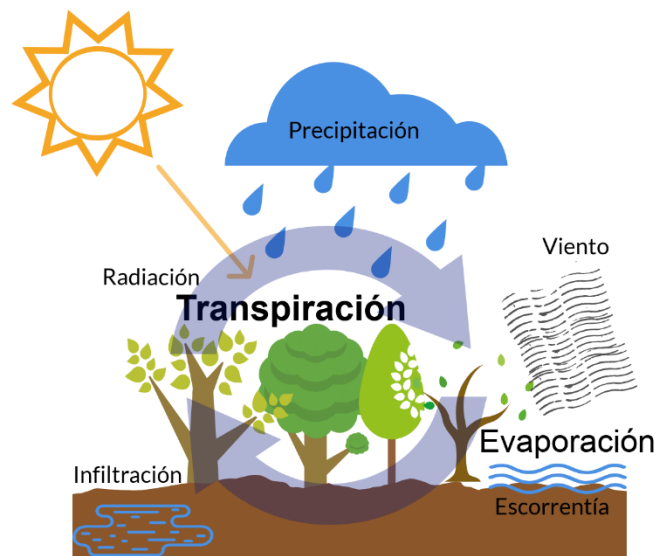 Precipitación
Viento
Radiación
Transpiración
Evaporación
Infiltración
Escorrentía